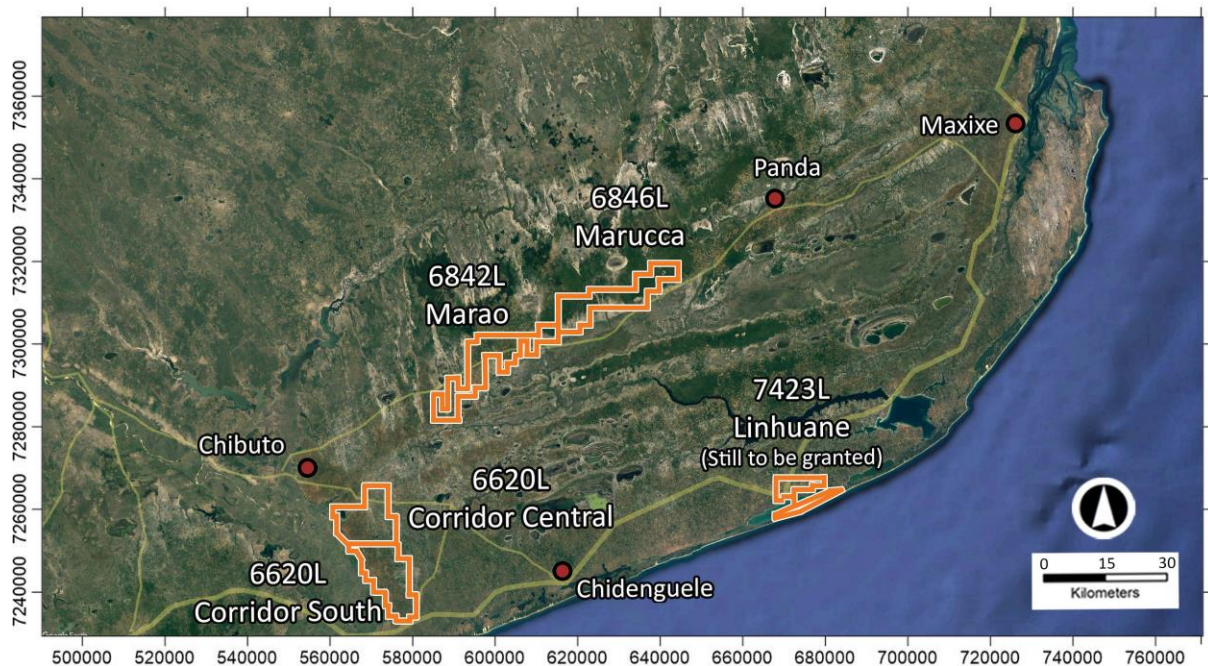 7360000
7340000
7320000
7300000
7280000
7260000
7240000
Maxixe
Panda
6846L
Marucca
6842L
Marao
7423L
Linhuane
(Still to be granted)
Chibuto
6620L
Corridor Central
6620L
Corridor South
Chidenguele
0 15 30
Kilometers
500000 520000 540000 560000 580000 600000 620000 640000 660000 680000 700000 720000 740000 760000